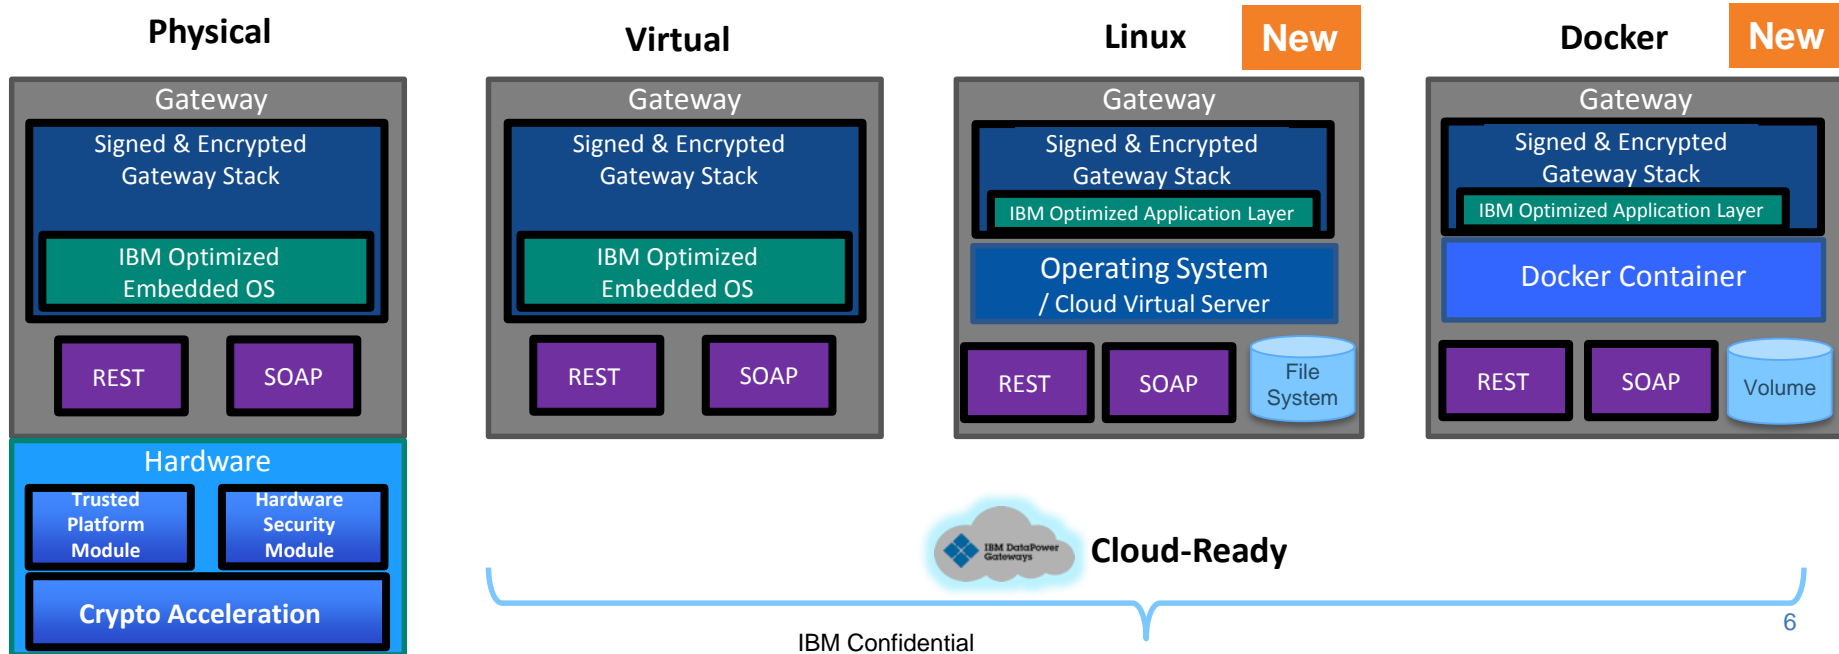 Physical
Gateway
Signed & Encrypted
Gateway Stack
IBM Optimized
Embedded OS
REST
SOAP
Hardware
Trusted
Platform
Module
Hardware
Security
Module
Crypto Acceleration
Virtual
Gateway
Signed & Encrypted
Gateway Stack
IBM Optimized
Embedded OS
REST
SOAP
Linux
New
Gateway
Signed & Encrypted
Gateway Stack
IBM Optimized Application Layer
Operating System
/ Cloud Virtual Server
REST
SOAP
File
System
Docker
New
Gateway
Signed & Encrypted
Gateway Stack
IBM Optimized Application Layer
Docker Container
REST
SOAP
Volume
IBM DataPower
Gateways
Cloud-Ready
IBM Confidential
6